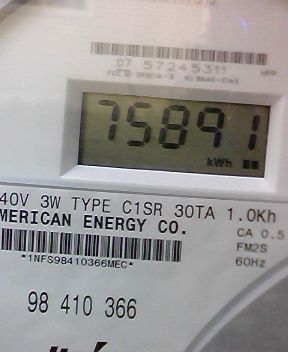 07 57245311
HPP
75891
kWh
40V 3W TYPE C1SR 30TA 1.0Kh
MERICAN ENERGY CO.
CA 0.5
FM2S
*1NFS98410366MEC*
60Hz
98 410 366